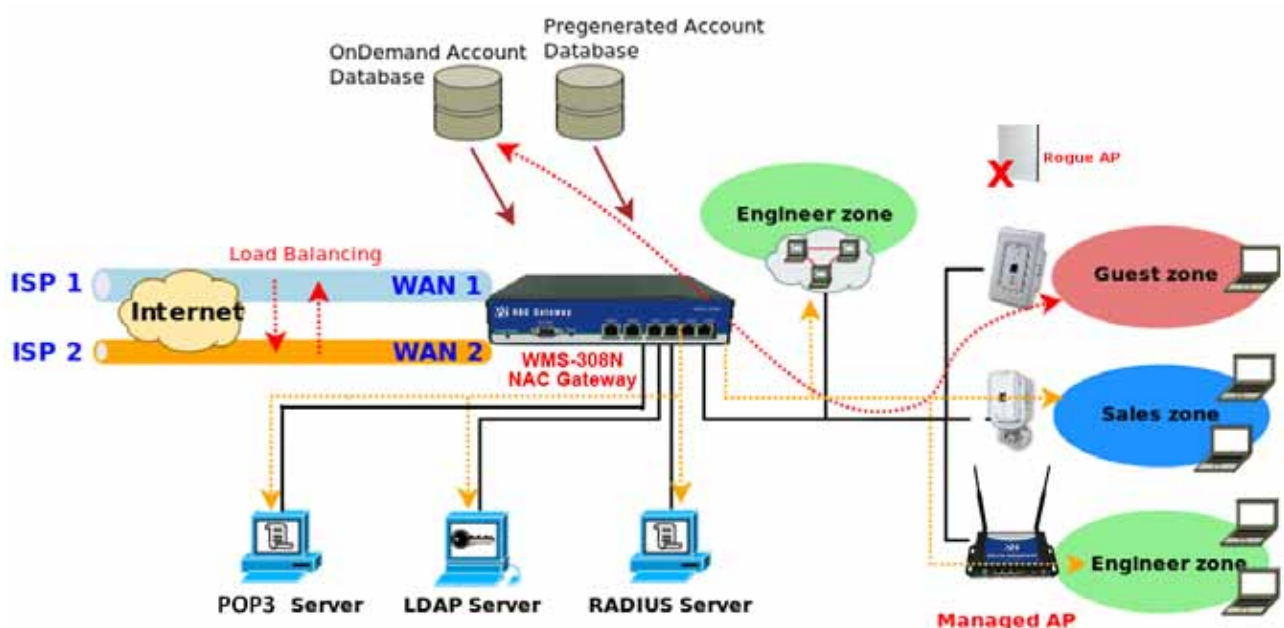 Pregenerated Account
Database
OnDemand Account
Database
Rogue AP
Engineer zone
Load Balancing
Guest zone
ISP 1
WAN 1
Internet
ISP 2
WAN 2
WMS-308N
NAC Gateway
Sales zone
Engineer zone
POP3 Server
LDAP Server
RADIUS Server
Managed AP